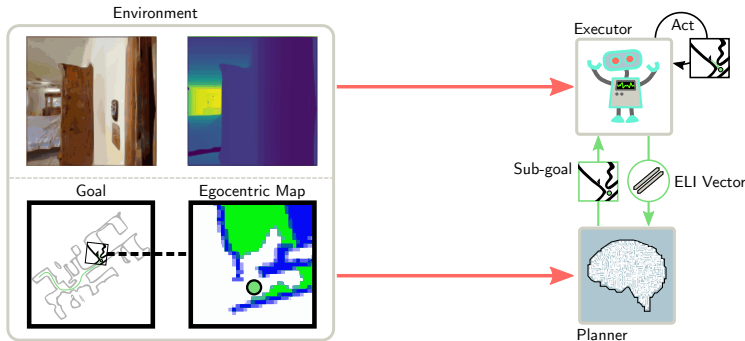 Environment
Executor
Act
Sub-goal
ELI Vector
Goal
Egocentric Map
Planner